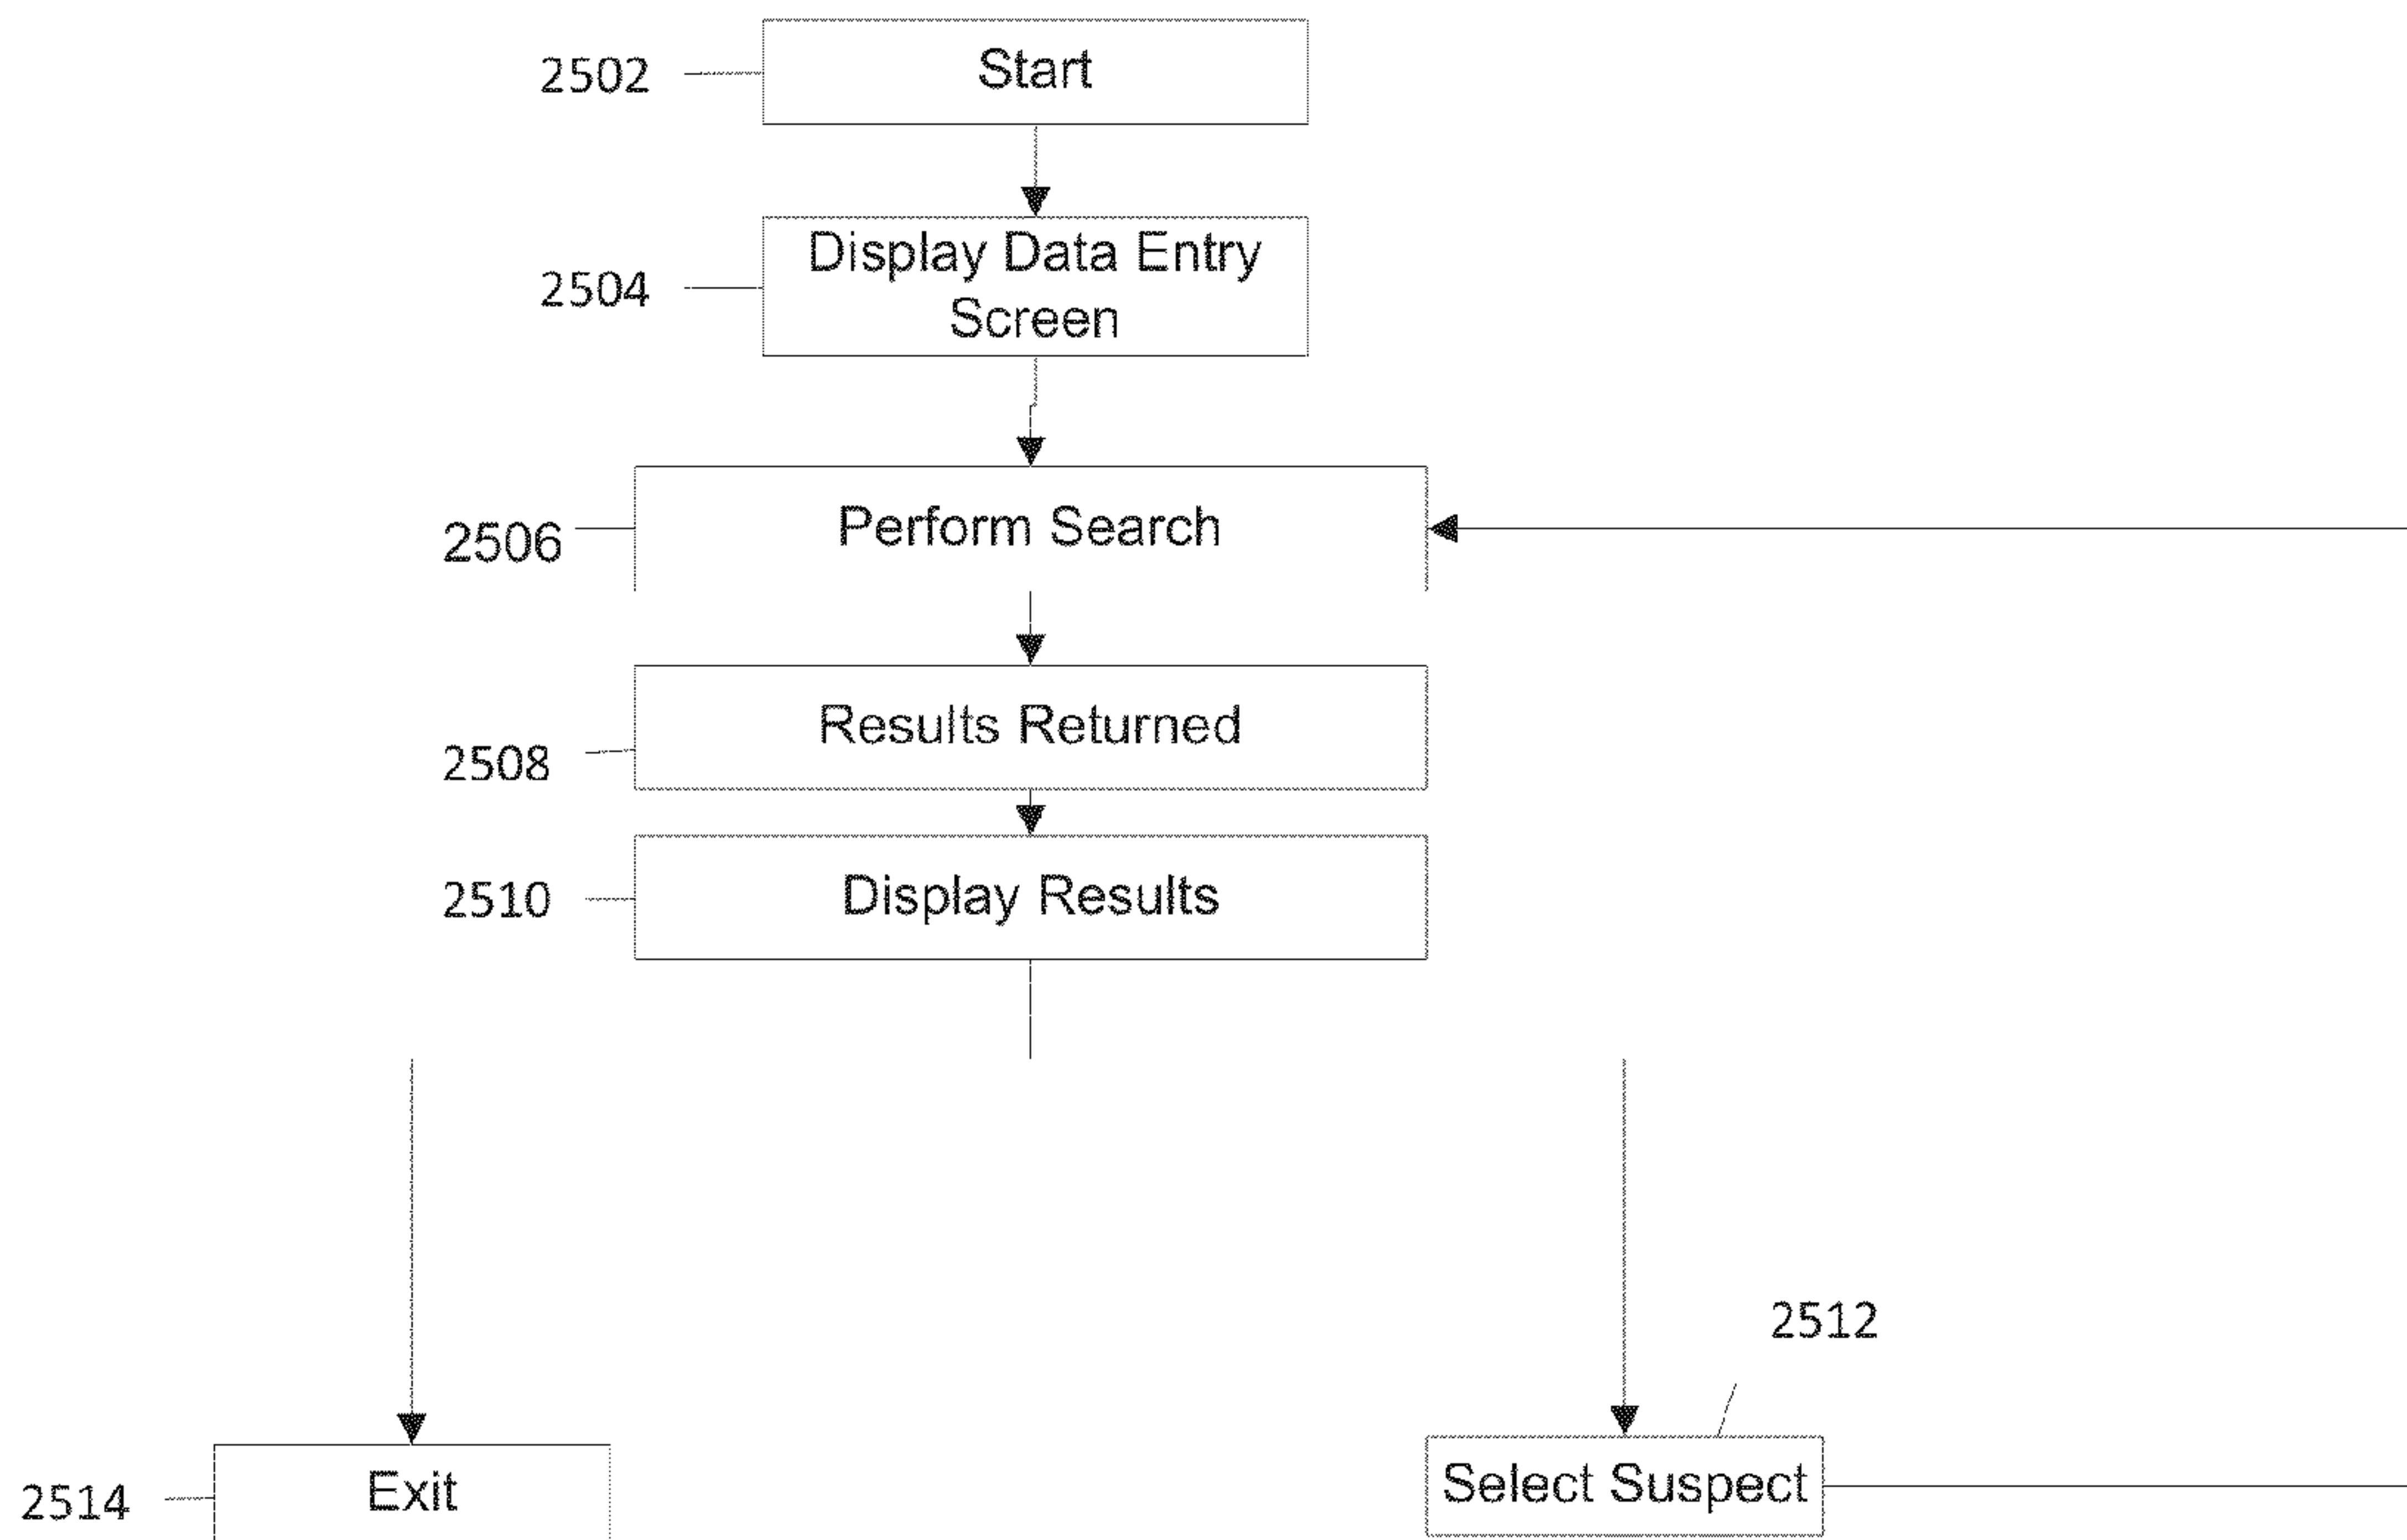 2502
Start
2504
Display Data Entry
Screen
2506
Perform Search
2508
Results Returned
2510
Display Results
2512
2514
Exit
Select Suspect